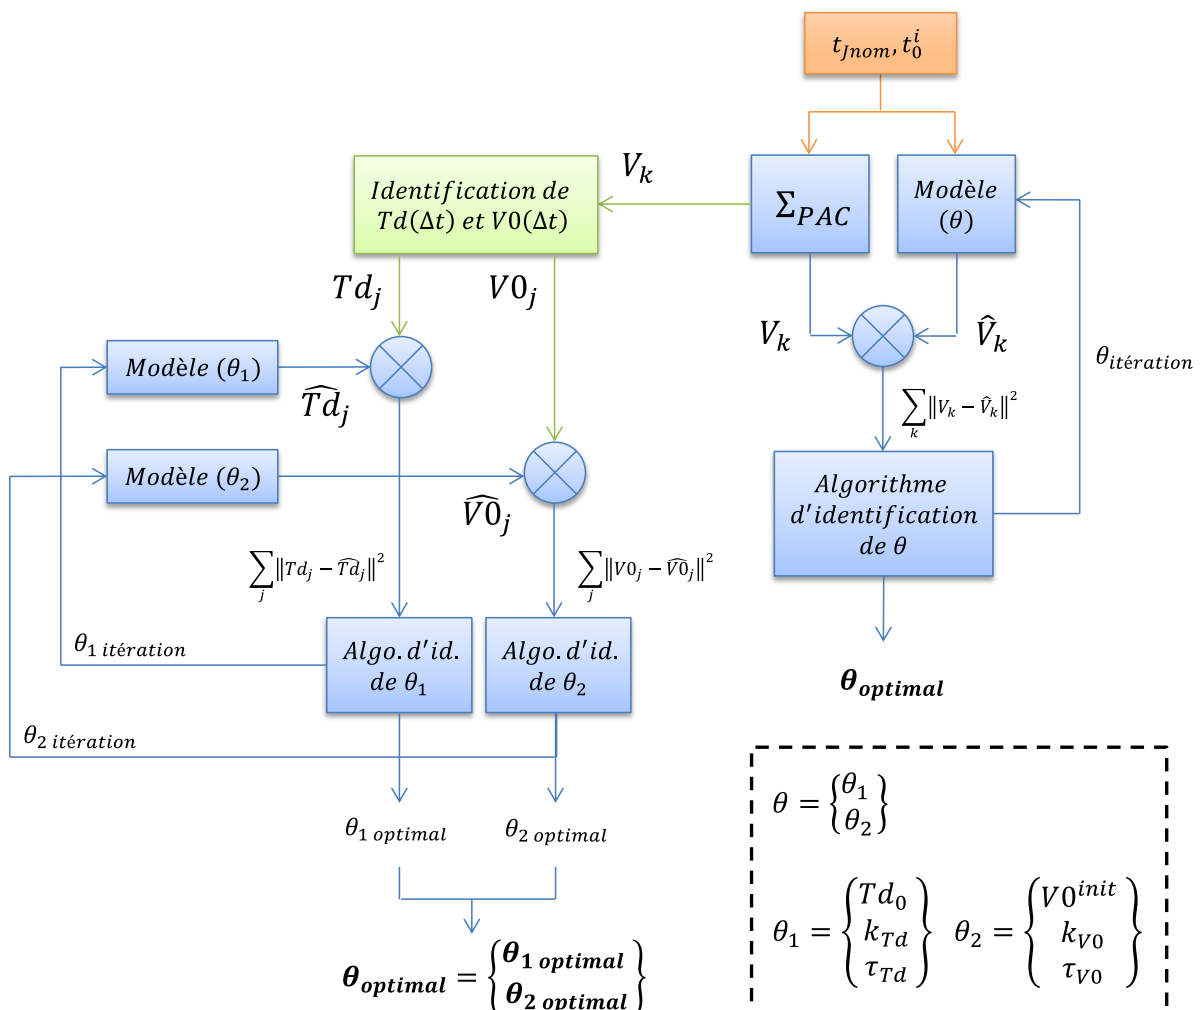 t_Jnom, t_0^i
Identification de
Td(Δt) et V0(Δt)
V_k
Σ_PAC
Modèle
(θ)
Td_j
V0_j
V_k
V̂_k
θ_itération
Modèle (θ_1)
T̂d_j
∑_k ‖V_k − V̂_k‖^2
Modèle (θ_2)
V̂0_j
Algorithme
d'identification
de θ
∑_j ‖Td_j − T̂d_j‖^2
∑_j ‖V0_j − V̂0_j‖^2
θ_1 itération
Algo. d'id.
de θ_1
Algo. d'id.
de θ_2
θ_optimal
θ_2 itération
θ_1 optimal
θ_2 optimal
θ_optimal = {θ_1 optimal
θ_2 optimal}
θ = {θ_1
θ_2}
θ_1 = {Td_0
k_Td
τ_Td}
θ_2 = {V0^init
k_V0
τ_V0}